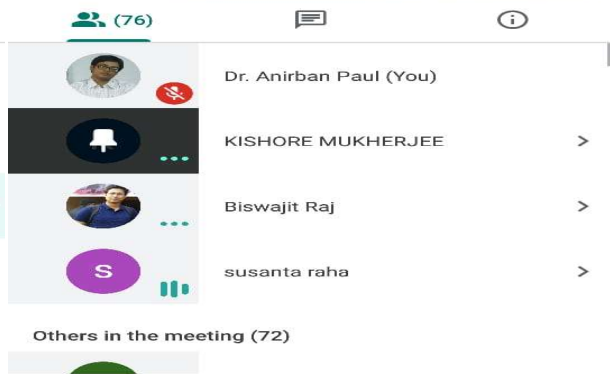 (76)
Dr. Anirban Paul (You)
KISHORE MUKHERJEE
Biswajit Raj
S
susanta raha
Others in the meeting (72)